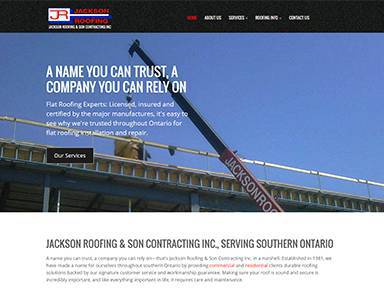 JR JACKSON
ROOFING
JACKSON ROOFING & SON CONTRACTING INC
HOME ABOUT US SERVICES ROOFING INFO CONTACT US
A NAME YOU CAN TRUST, A
COMPANY YOU CAN RELY ON
Flat Roofing Experts: Licensed, insured and
certified by the major manufactures, it's easy to
see why we're trusted throughout Ontario for
flat roofing installation and repair.
Our Services
JACKSON ROOFING
JACKSON ROOFING & SON CONTRACTING INC., SERVING SOUTHERN ONTARIO
A name you can trust, a company you can rely on—that's Jackson Roofing & Son Contracting Inc. in a nutshell. Established in 1981, we
have made a name for ourselves throughout southern Ontario by providing commercial and residential clients durable roofing
solutions backed by our signature customer service and workmanship guarantee. Making sure your roof is sound and secure is
incredibly important, and like everything important in life, it requires care and maintenance.